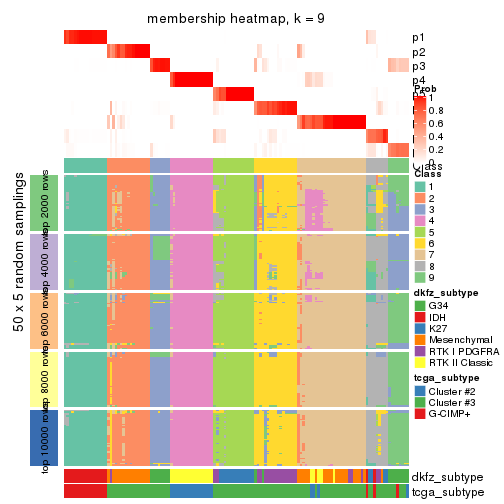 membership heatmap, k = 9
p1
p2
p3
p4
Prob
1
0.8
0.6
0.4
0.2
0
Class
Class
1
2
3
4
5
6
7
8
9
50 x 5 random samplings
top 2000 rows
top 4000 rows
top 6000 rows
top 8000 rows
top 10000 rows
dkfz_subtype
G34
IDH
K27
Mesenchymal
RTK I PDGFRA
RTK II Classic
tcga_subtype
Cluster #2
Cluster #3
G-CIMP+
dkfz_subtype
tcga_subtype